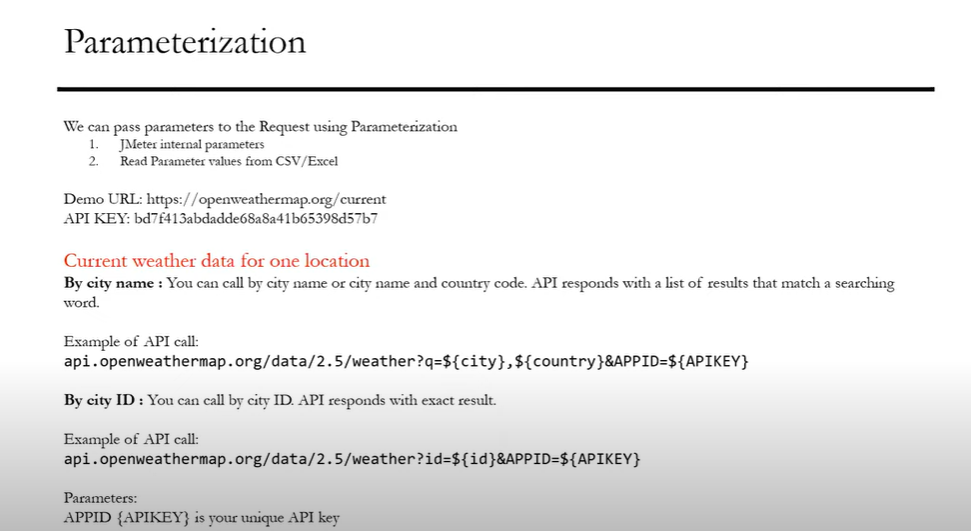 Parameterization
We can pass parameters to the Request using Parameterization
1. JMeter internal parameters
2. Read Parameter values from CSV/Excel
Demo URL: https://openweathermap.org/current
API KEY: bd7f413abdadde68a8a41b65398d57b7
Current weather data for one location
By city name : You can call by city name or city name and country code. API responds with a list of results that match a searching
word.
Example of API call:
api.openweathermap.org/data/2.5/weather?q=${city},${country}&APPID=${APIKEY}
By city ID : You can call by city ID. API responds with exact result.
Example of API call:
api.openweathermap.org/data/2.5/weather?id=${id}&APPID=${APIKEY}
Parameters:
APPID {APIKEY} is your unique API key